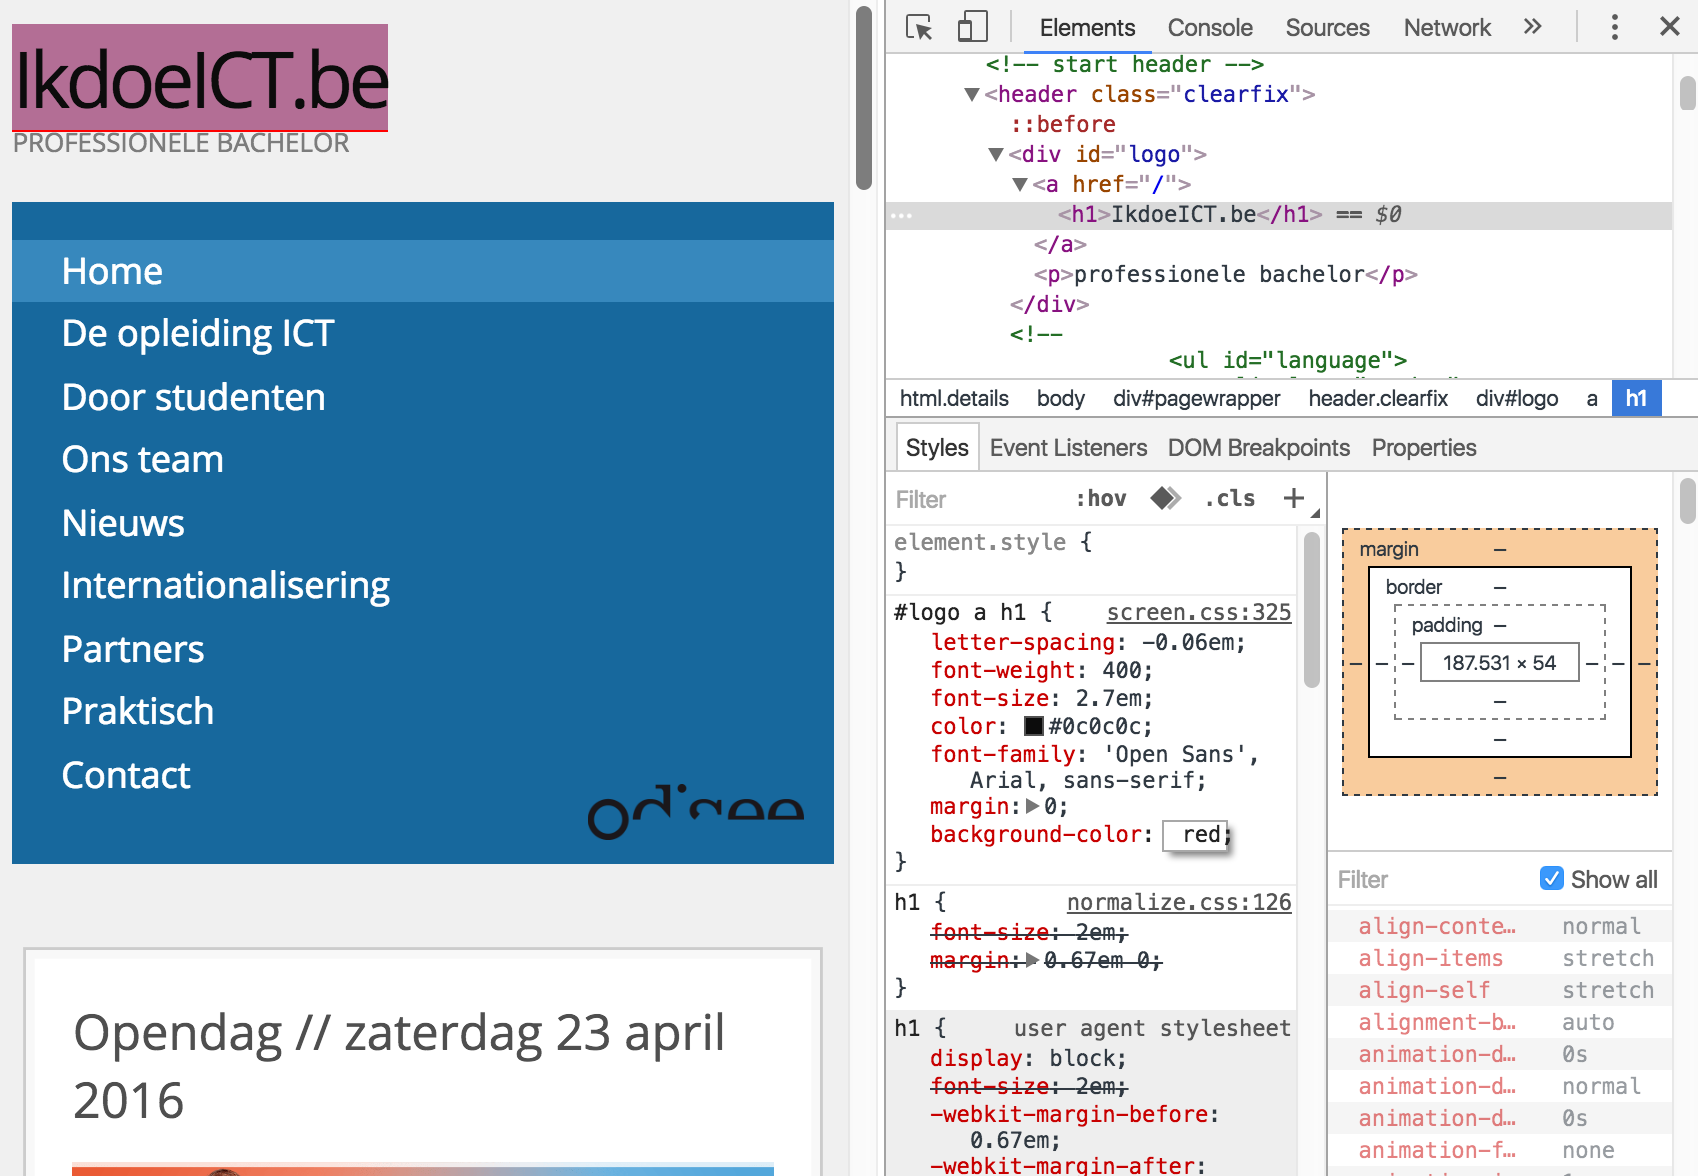 IkdoeICT.be
PROFESSIONELE BACHELOR
Home
De opleiding ICT
Door studenten
Ons team
Nieuws
Internationalisering
Partners
Praktisch
Contact
odisee
Opendag // zaterdag 23 april
2016
Elements Console Sources Network »
<!-- start header -->
▼<header class="clearfix">
::before
▼<div id="logo">
▼<a href="/">
... <h1>IkdoeICT.be</h1> == $0
</a>
<p>professionele bachelor</p>
</div>
<!--
<ul id="language">
html.details body div#pagewrapper header.clearfix div#logo a h1
Styles Event Listeners DOM Breakpoints Properties
Filter :hov .cls +
element.style {
}
#logo a h1 { screen.css:325
letter-spacing: -0.06em;
font-weight: 400;
font-size: 2.7em;
color: #0c0c0c;
font-family: 'Open Sans',
Arial, sans-serif;
margin:▶0;
background-color: red;
}
h1 { normalize.css:126
font-size: 2em;
margin:▶0.67em 0;
}
h1 { user agent stylesheet
display: block;
font-size: 2em;
-webkit-margin-before:
0.67em;
-webkit-margin-after:
margin –
border –
padding –
– – – 187.531 × 54 – – –
–
–
–
Filter Show all
align-conte… normal
align-items stretch
align-self stretch
alignment-b… auto
animation-d… 0s
animation-d… normal
animation-d… 0s
animation-f… none